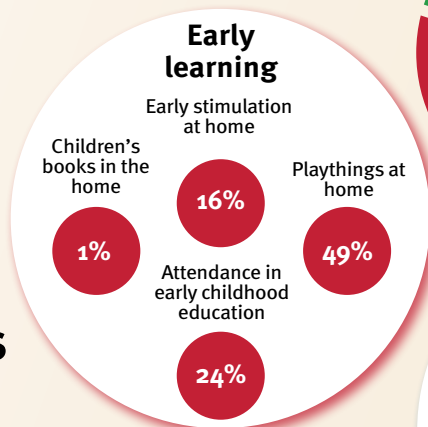 Early
learning
Early stimulation
at home
16%
Children’s
books in the
home
1%
Playthings at
home
49%
Attendance in
early childhood
education
24%
s